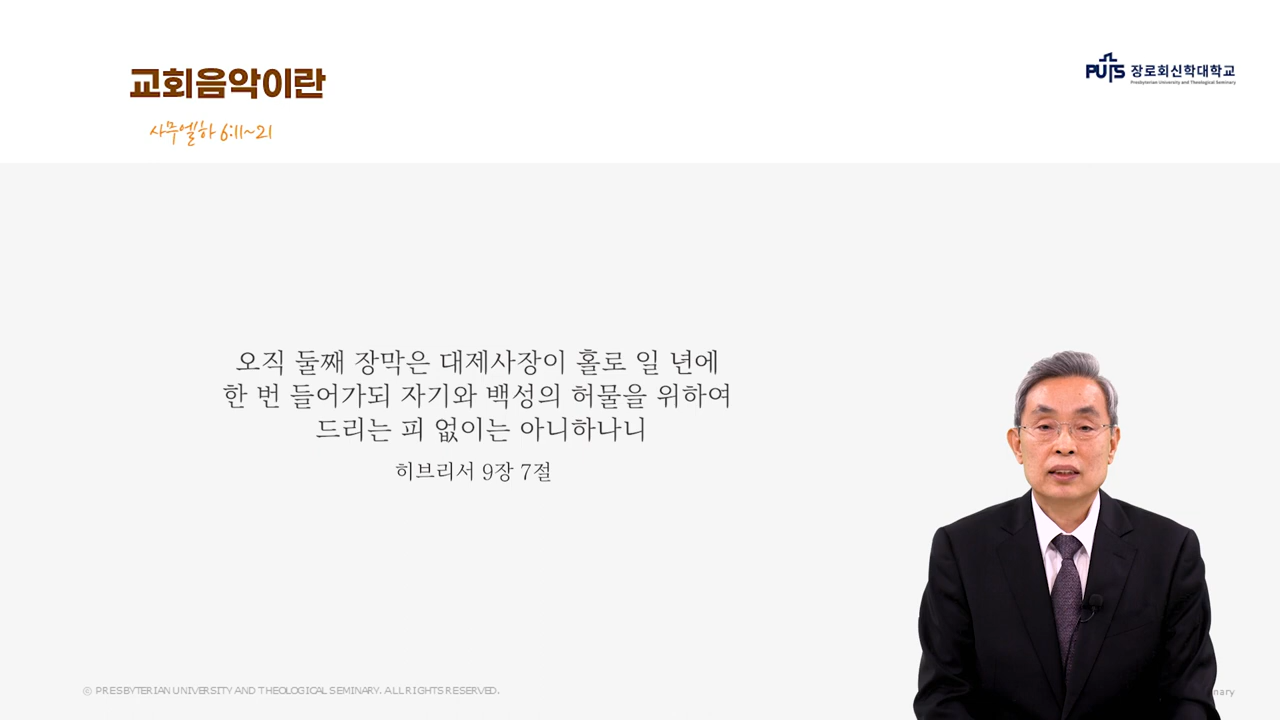 교회음악이란
사무엘하 6:11~21
PUTS 장로회신학대학교
Presbyterian University and Theological Seminary
오직 둘째 장막은 대제사장이 홀로 일 년에
한 번 들어가되 자기와 백성의 허물을 위하여
드리는 피 없이는 아니하나니
히브리서 9장 7절
© PRESBYTERIAN UNIVERSITY AND THEOLOGICAL SEMINARY. ALL RIGHTS RESERVED.
nary